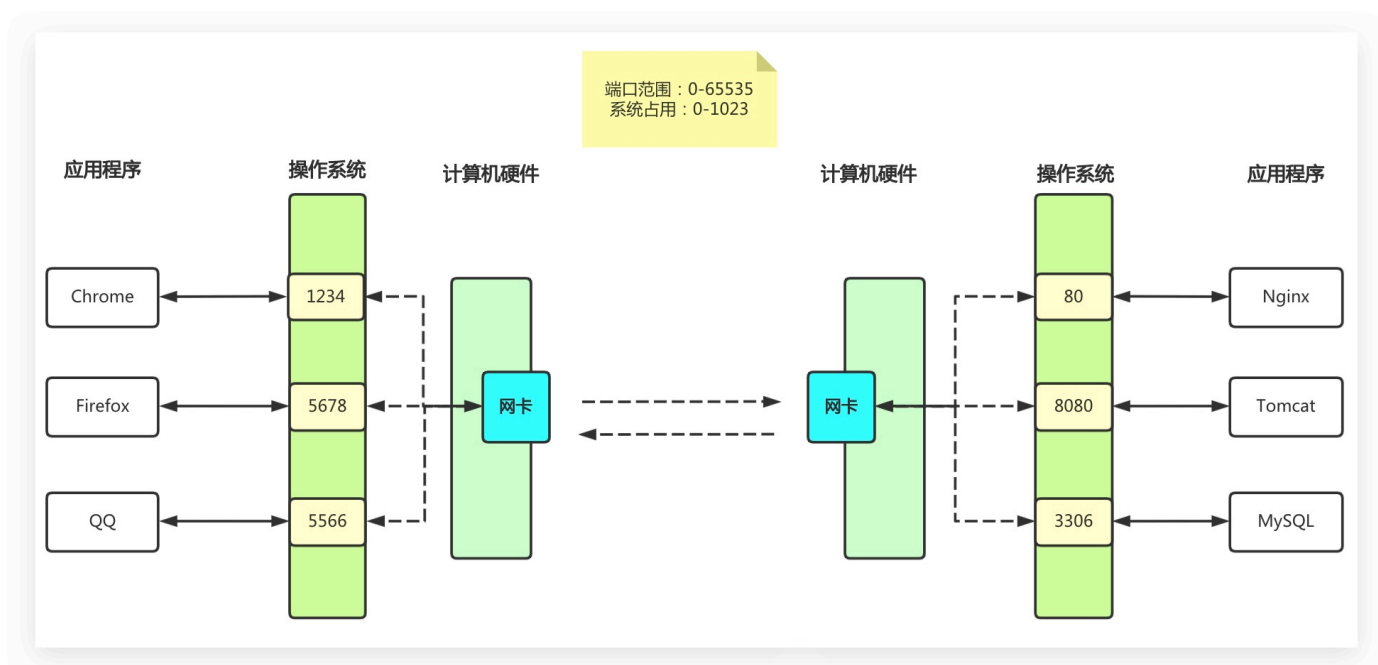 端口范围：0-65535
系统占用：0-1023
应用程序
操作系统
计算机硬件
计算机硬件
操作系统
应用程序
Chrome
1234
80
Nginx
Firefox
5678
网卡
网卡
8080
Tomcat
QQ
5566
3306
MySQL